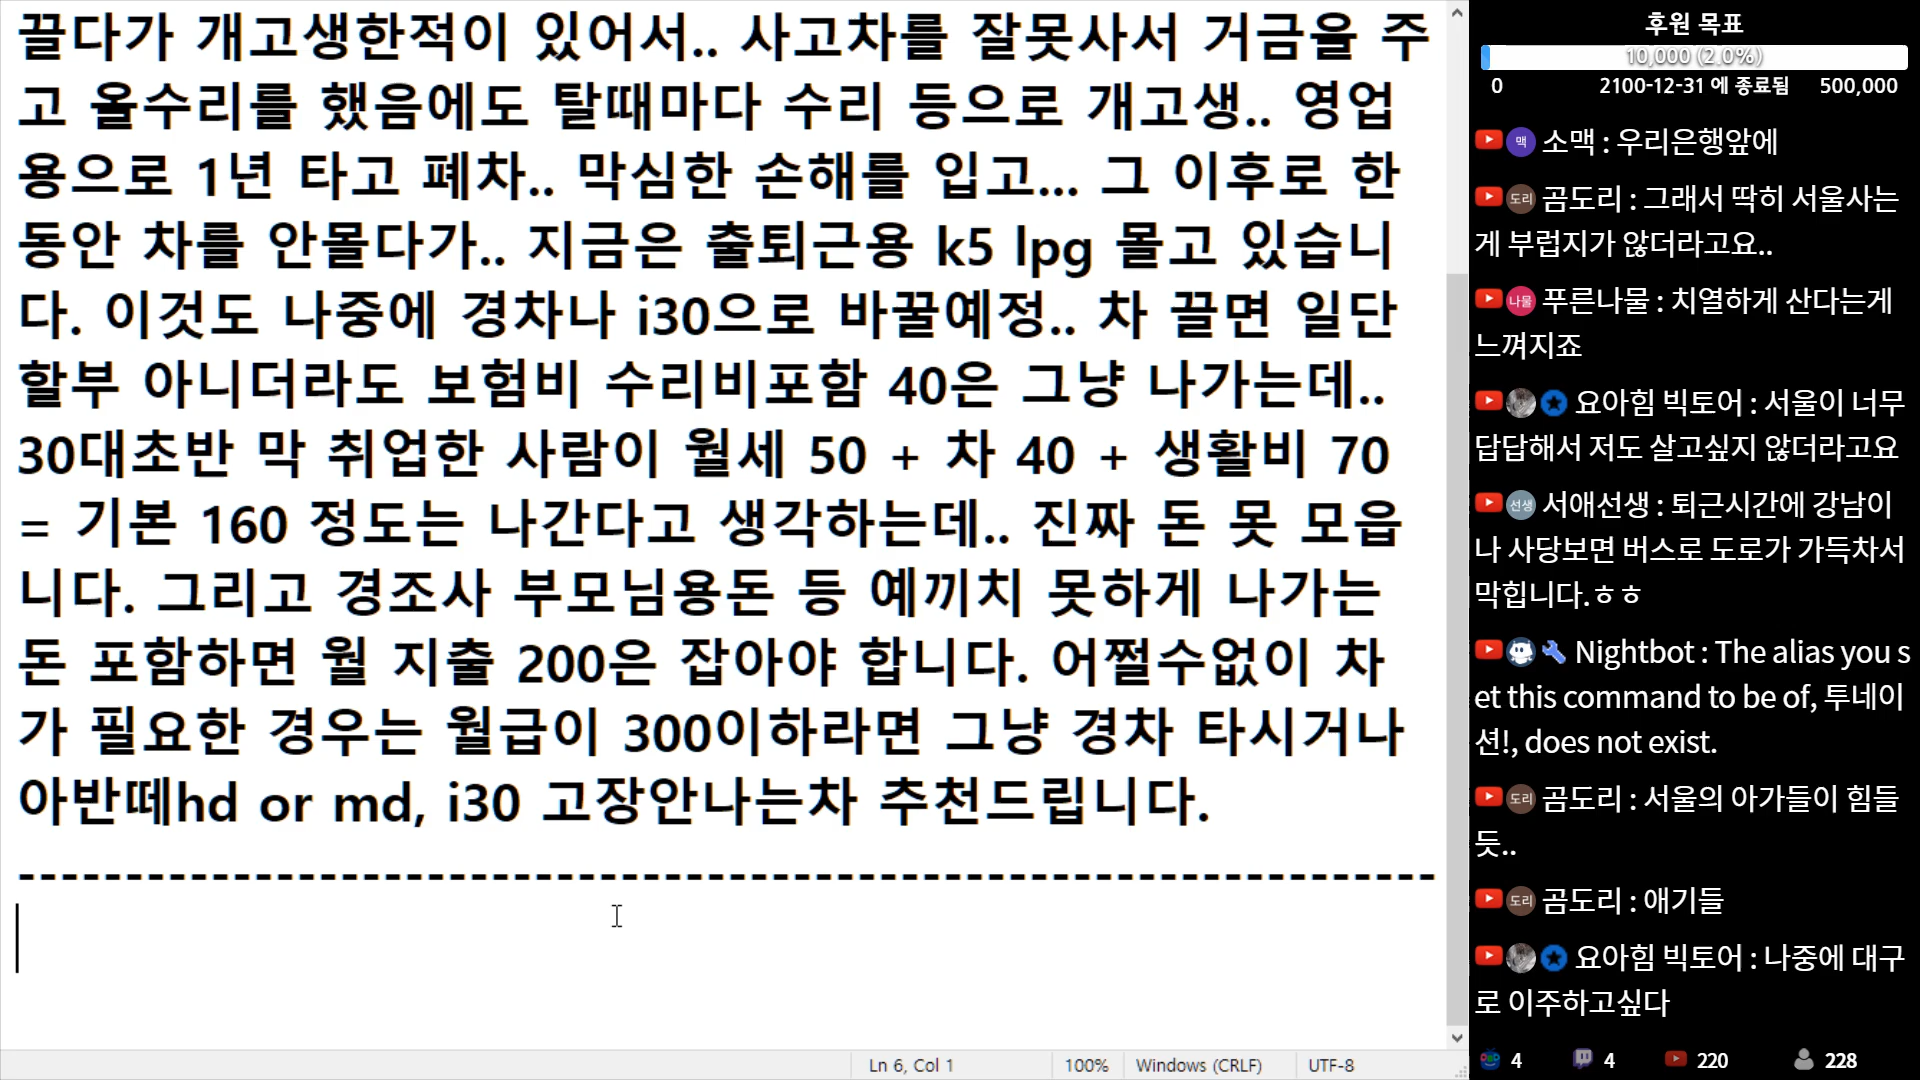 끌다가 개고생한적이 있어서.. 사고차를 잘못사서 거금을 주
고 올수리를 했음에도 탈때마다 수리 등으로 개고생.. 영업
용으로 1년 타고 폐차.. 막심한 손해를 입고... 그 이후로 한
동안 차를 안몰다가.. 지금은 출퇴근용 k5 lpg 몰고 있습니
다. 이것도 나중에 경차나 i30으로 바꿀예정.. 차 끌면 일단
할부 아니더라도 보험비 수리비포함 40은 그냥 나가는데..
30대초반 막 취업한 사람이 월세 50 + 차 40 + 생활비 70
= 기본 160 정도는 나간다고 생각하는데.. 진짜 돈 못 모읍
니다. 그리고 경조사 부모님용돈 등 예끼치 못하게 나가는
돈 포함하면 월 지출 200은 잡아야 합니다. 어쩔수없이 차
가 필요한 경우는 월급이 300이하라면 그냥 경차 타시거나
아반떼hd or md, i30 고장안나는차 추천드립니다.
------------------------------------------------------------
Ln 6, Col 1
100%
Windows (CRLF)
UTF-8
후원 목표
10,000 (2.0%)
0 2100-12-31 에 종료됨 500,000
맥 소맥 : 우리은행앞에
도리 곰도리 : 그래서 딱히 서울사는
게 부럽지가 않더라고요..
나물 푸른나물 : 치열하게 산다는게
느껴지죠
요아힘 빅토어 : 서울이 너무
답답해서 저도 살고싶지 않더라고요
선생 서애선생 : 퇴근시간에 강남이
나 사당보면 버스로 도로가 가득차서
막힙니다.ㅎㅎ
Nightbot : The alias you s
et this command to be of, 투네이
션!, does not exist.
도리 곰도리 : 서울의 아가들이 힘들
듯..
도리 곰도리 : 애기들
요아힘 빅토어 : 나중에 대구
로 이주하고싶다
4 4 220 228